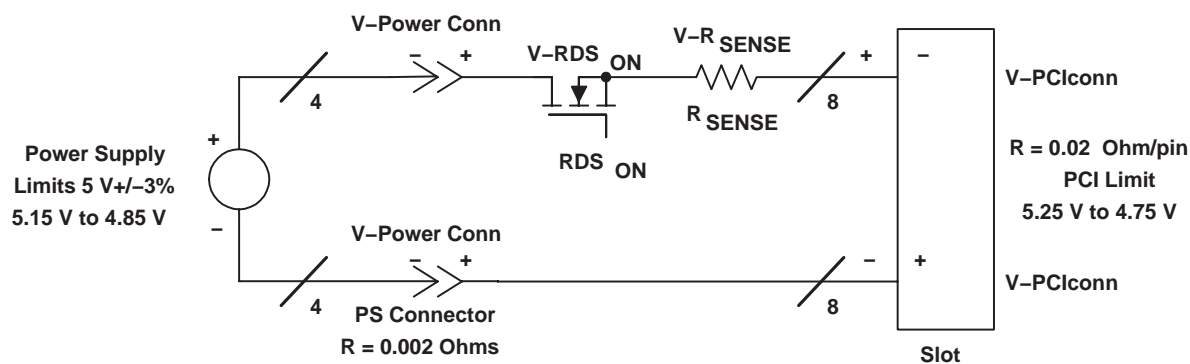 V−Power Conn
− +
4
V−RDS ON
RDS ON
V−R SENSE
R SENSE
8
+ −
V−PCIconn
Power Supply
Limits 5 V+/−3%
5.15 V to 4.85 V
+
−
R = 0.02 Ohm/pin
PCI Limit
5.25 V to 4.75 V
V−Power Conn
− +
4
PS Connector
R = 0.002 Ohms
8
− +
V−PCIconn
Slot